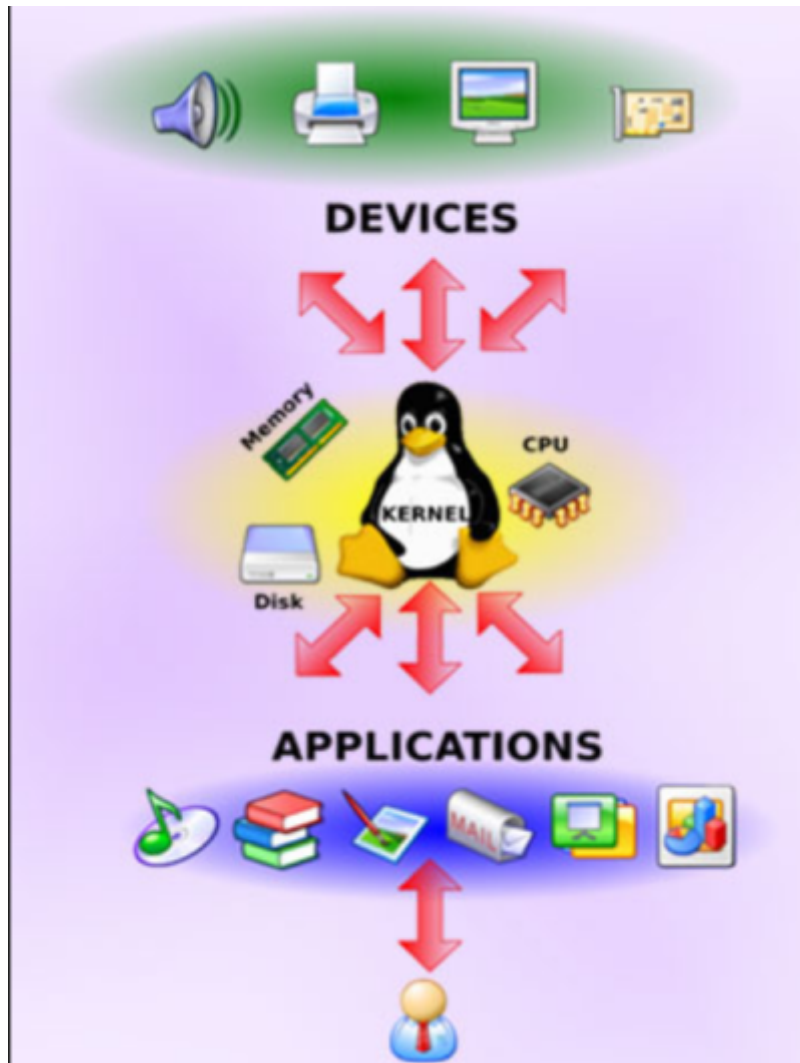 DEVICES
Memory
CPU
KERNEL
Disk
APPLICATIONS
MAIL